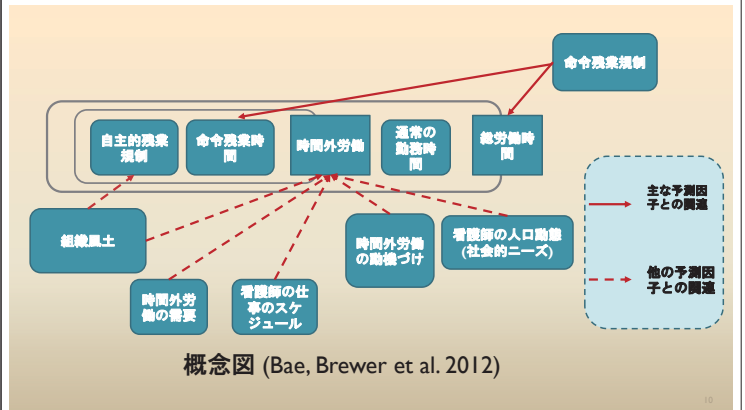 命令残業規制
自主的残業
規制
命令残業時
間
時間外労働
通常の
勤務時
間
総労働時
間
組織風土
時間外労
働の需要
看護師の仕
事のスケ
ジュール
時間外労働
の動機づけ
看護師の人口動態
(社会的ニーズ)
主な予測因
子との関連
他の予測因
子との関連
概念図 (Bae, Brewer et al. 2012)
10